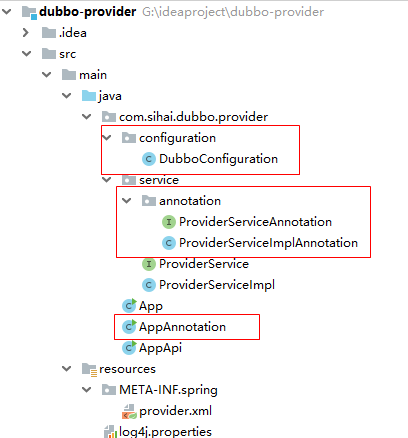 dubbo-provider G:\ideaproject\dubbo-provider
.idea
src
main
java
com.sihai.dubbo.provider
configuration
DubboConfiguration
service
annotation
ProviderServiceAnnotation
ProviderServiceImplAnnotation
ProviderService
ProviderServiceImpl
App
AppAnnotation
AppApi
resources
META-INF.spring
provider.xml
log4j.properties